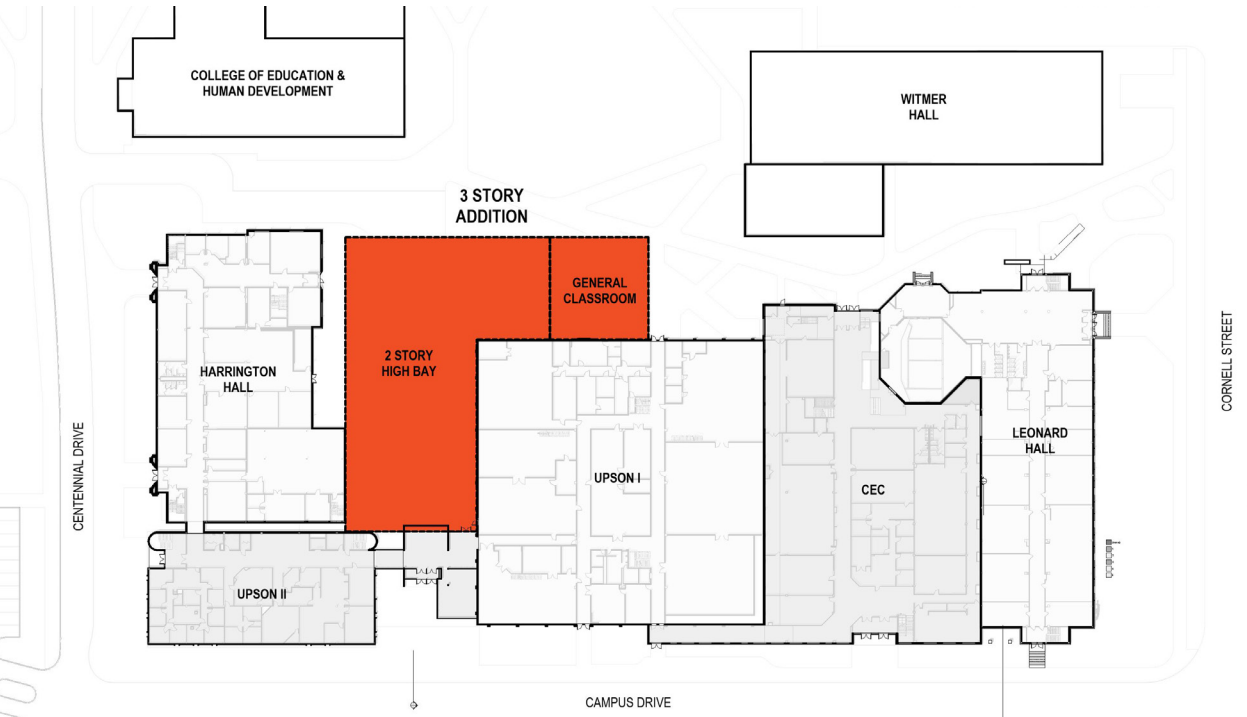 COLLEGE OF EDUCATION &
HUMAN DEVELOPMENT
WITMER
HALL
3 STORY
ADDITION
GENERAL
CLASSROOM
2 STORY
HIGH BAY
HARRINGTON
HALL
CORNELL STREET
LEONARD
HALL
CENTENNIAL DRIVE
UPSON I
CEC
UPSON II
CAMPUS DRIVE